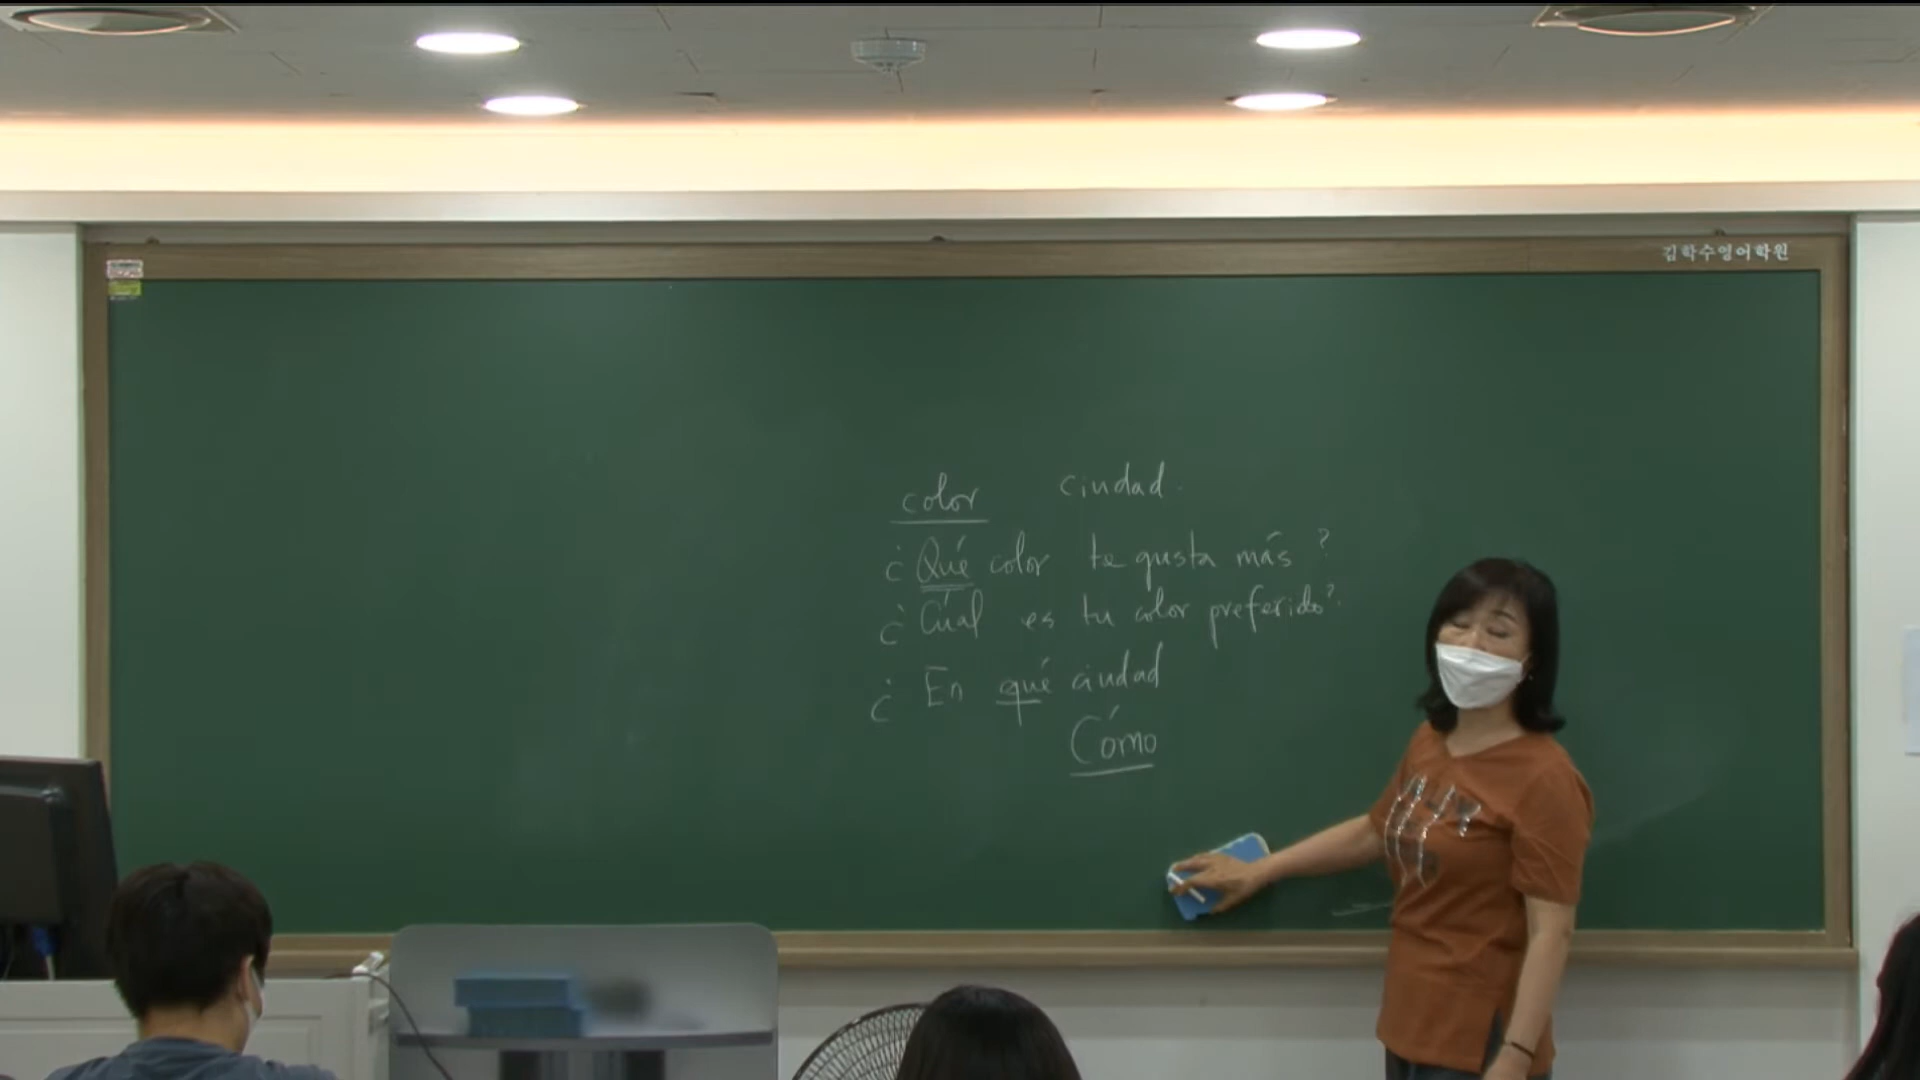 김학수영어학원
color ciudad.
¿Qué color te gusta más?
¿Cuál es tu color preferido?
¿En qué ciudad
Cómo